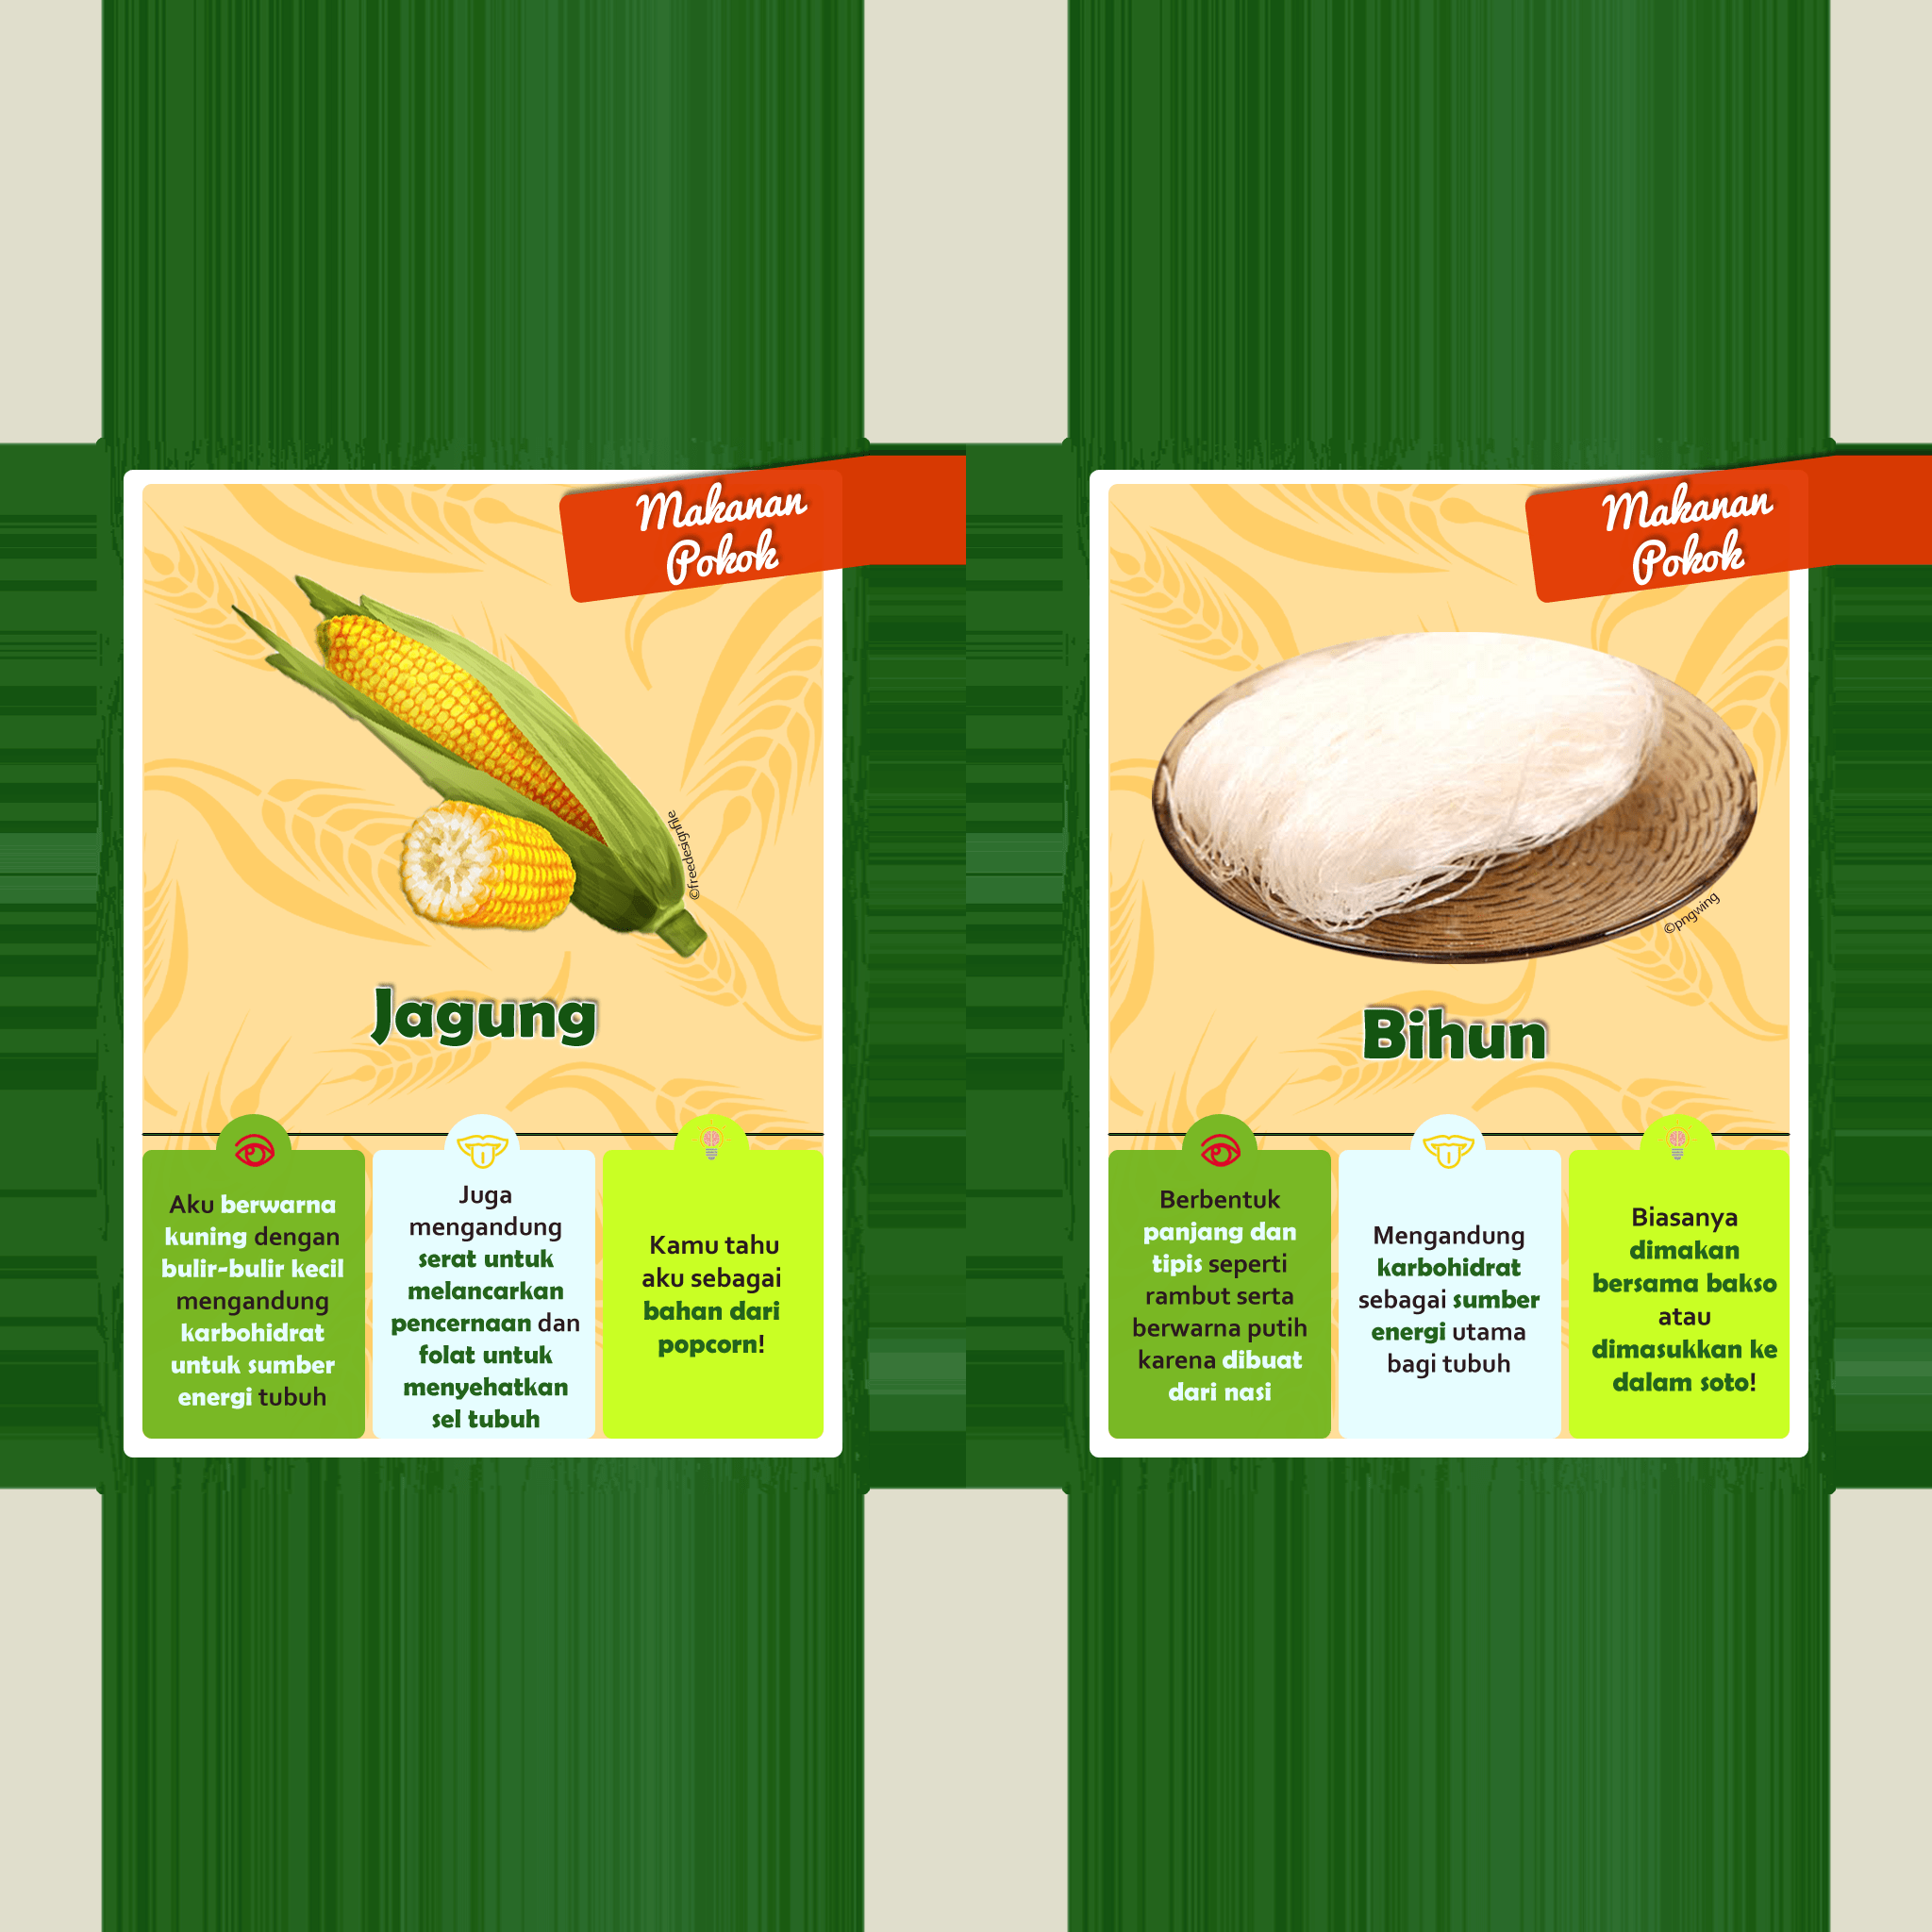 Makanan
Pokok
©freedesignfile
Jagung
Aku berwarna
kuning dengan
bulir-bulir kecil
mengandung
karbohidrat
untuk sumber
energi tubuh
Juga
mengandung
serat untuk
melancarkan
pencernaan dan
folat untuk
menyehatkan
sel tubuh
Kamu tahu
aku sebagai
bahan dari
popcorn!
Makanan
Pokok
©pngwing
Bihun
Berbentuk
panjang dan
tipis seperti
rambut serta
berwarna putih
karena dibuat
dari nasi
Mengandung
karbohidrat
sebagai sumber
energi utama
bagi tubuh
Biasanya
dimakan
bersama bakso
atau
dimasukkan ke
dalam soto!